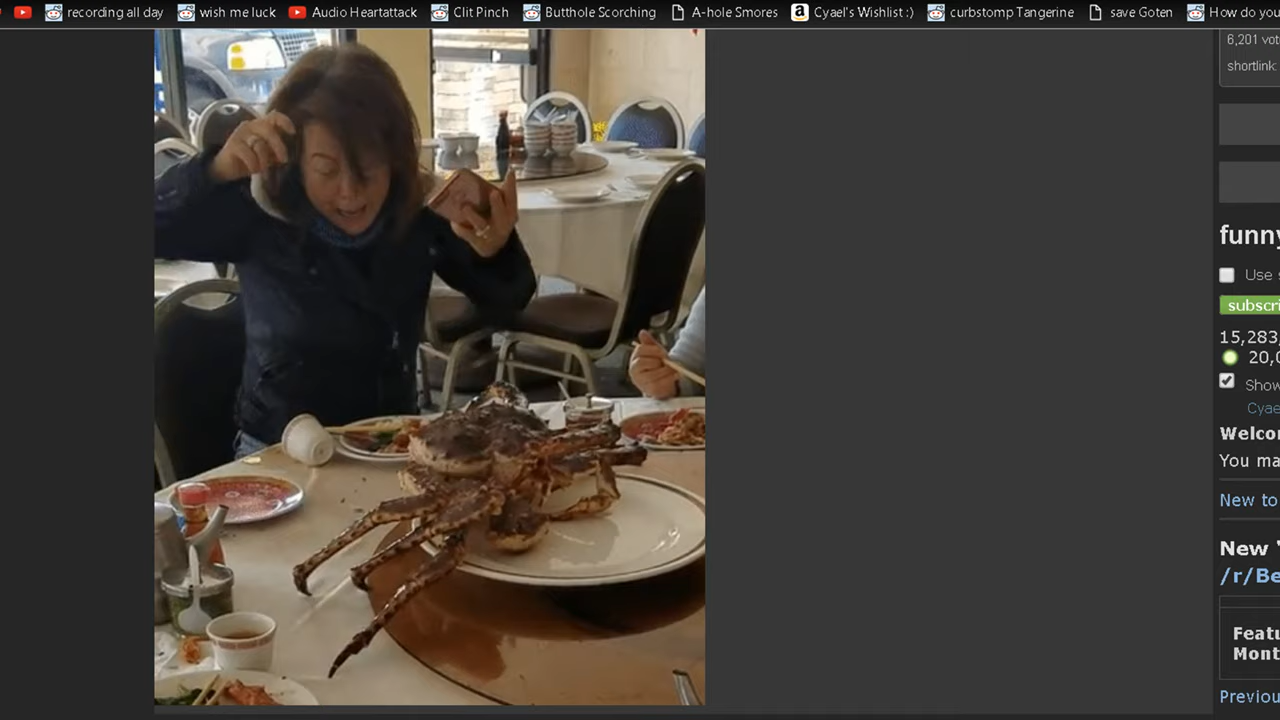 recording all day wish me luck Audio Heartattack Clit Pinch Butthole Scorching A-hole Smores Cyael's Wishlist :) curbstomp Tangerine save Goten How do you
6,201 vot
shortlink:
funny
Use
subscri
15,283,
20,0
Show
Cyae
Welco
You ma
New to
New
/r/Be
Featu
Mont
Previou